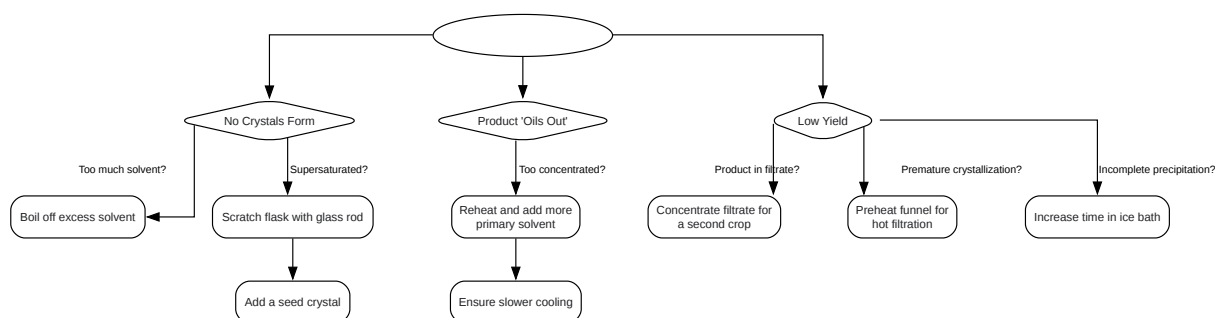 No Crystals Form
Product 'Oils Out'
Low Yield
Too much solvent?
Supersaturated?
Too concentrated?
Product in filtrate?
Premature crystallization?
Incomplete precipitation?
Boil off excess solvent
Scratch flask with glass rod
Reheat and add more
primary solvent
Concentrate filtrate for
a second crop
Preheat funnel for
hot filtration
Increase time in ice bath
Add a seed crystal
Ensure slower cooling